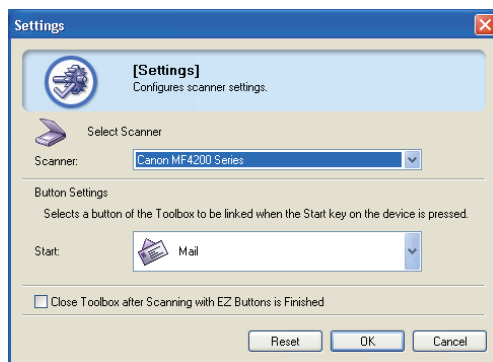 Settings
[Settings]
Configures scanner settings.
Select Scanner
Scanner: Canon MF4200 Series
Button Settings
Selects a button of the Toolbox to be linked when the Start key on the device is pressed.
Start: Mail
Close Toolbox after Scanning with EZ Buttons is Finished
Reset OK Cancel